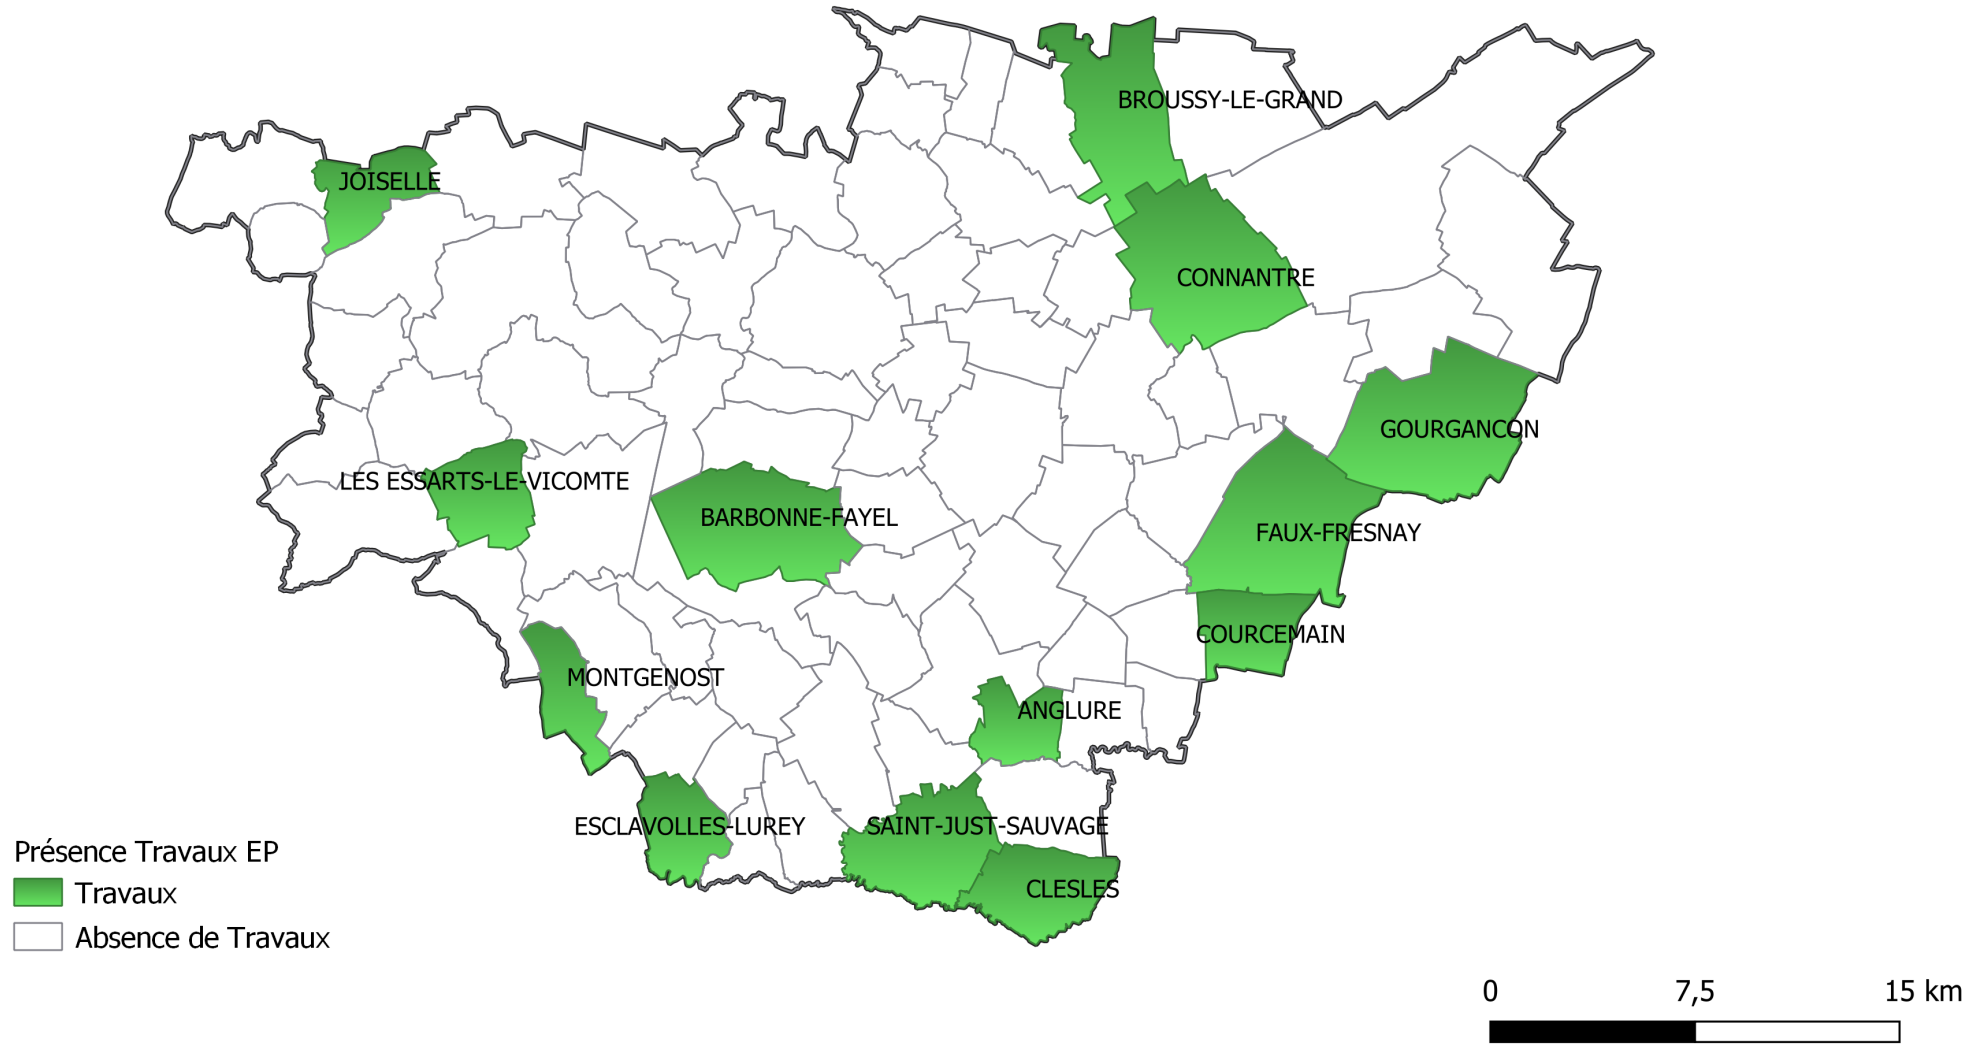 BROUSSY-LE-GRAND
JOISELLE
CONNANTRE
GOURGANCON
LES ESSARTS-LE-VICOMTE
BARBONNE-FAYEL
FAUX-FRESNAY
COURCEMAIN
MONTGENOST
ANGLURE
ESCLAVOLLES-LUREY
SAINT-JUST-SAUVAGE
CLESLES
Présence Travaux EP
Travaux
Absence de Travaux
0 7,5 15 km